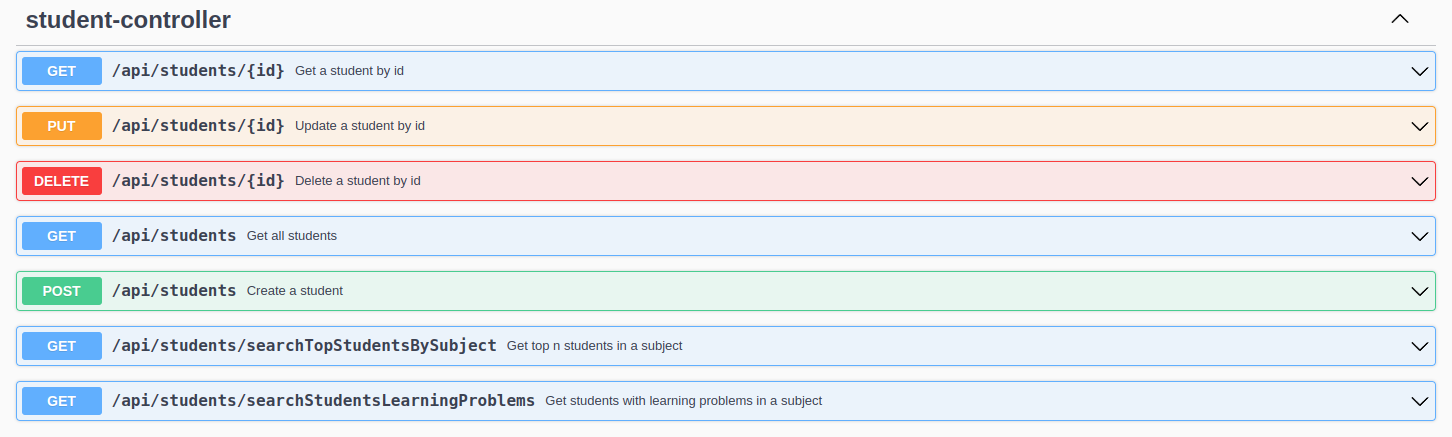 student-controller
GET /api/students/{id} Get a student by id
PUT /api/students/{id} Update a student by id
DELETE /api/students/{id} Delete a student by id
GET /api/students Get all students
POST /api/students Create a student
GET /api/students/searchTopStudentsBySubject Get top n students in a subject
GET /api/students/searchStudentsLearningProblems Get students with learning problems in a subject